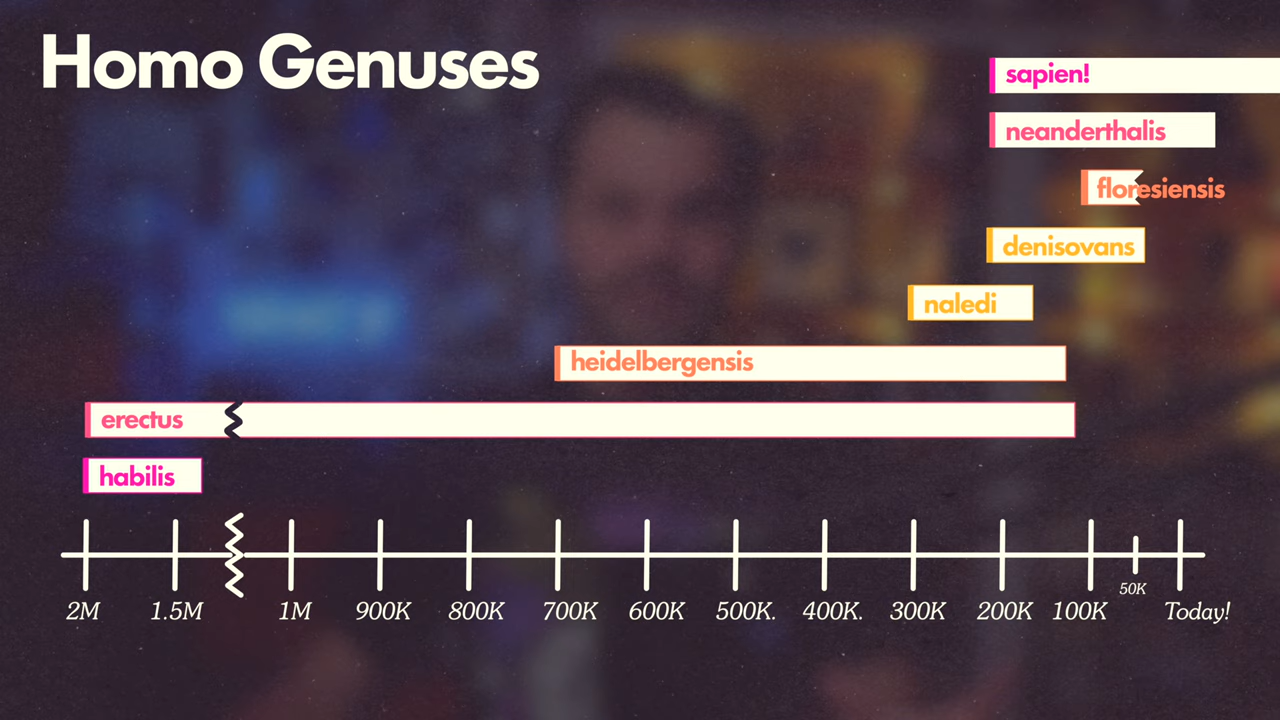 Homo Genuses
sapien!
neanderthalis
floresiensis
denisovans
naledi
heidelbergensis
erectus
habilis
2M 1.5M 1M 900K 800K 700K 600K 500K. 400K. 300K 200K 100K 50K Today!